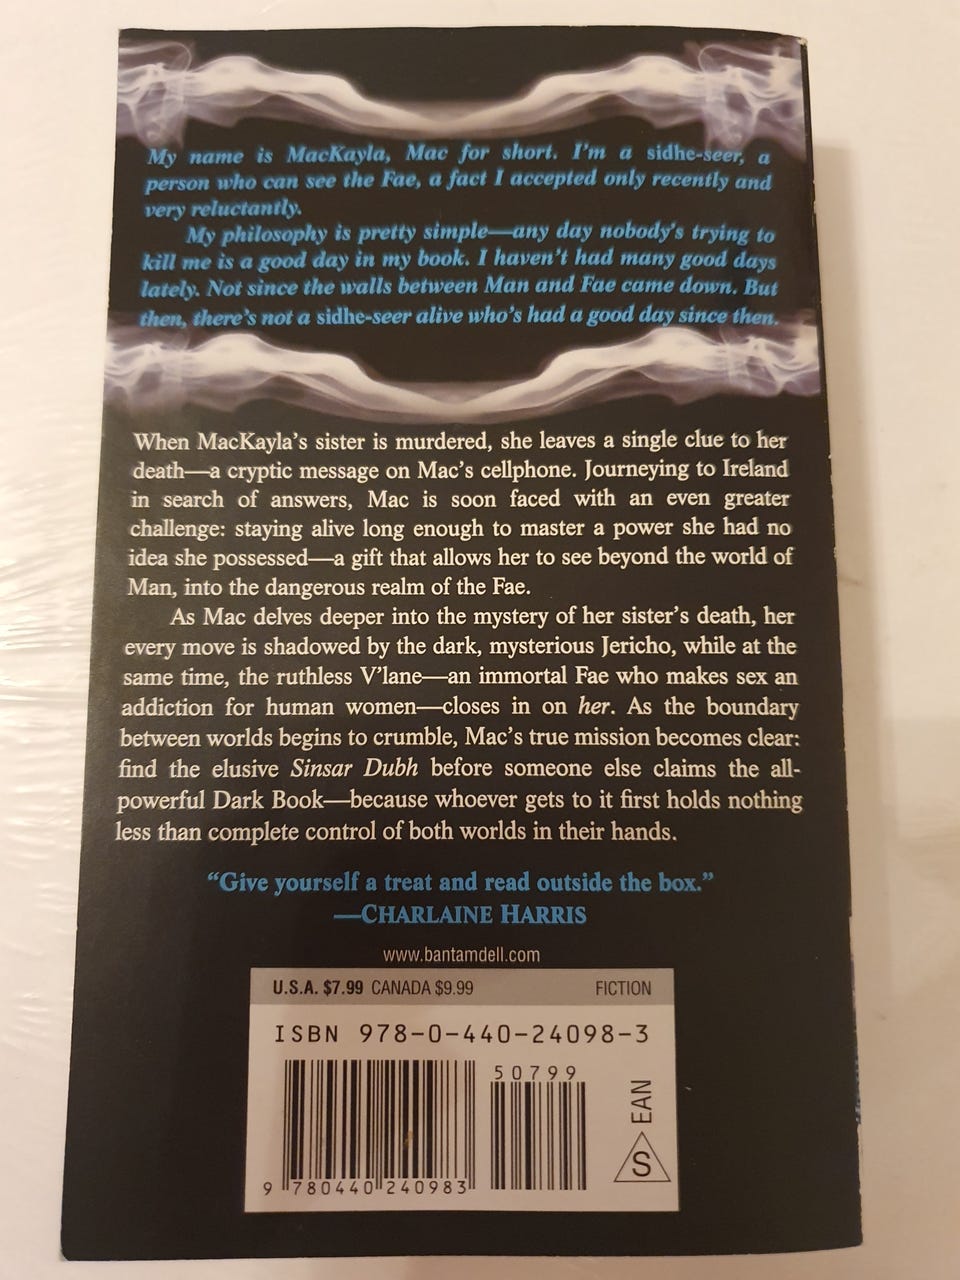 My name is MacKayla, Mac for short. I'm a sidhe-seer, a
person who can see the Fae, a fact I accepted only recently and
very reluctantly.
My philosophy is pretty simple—any day nobody's trying to
kill me is a good day in my book. I haven't had many good days
lately. Not since the walls between Man and Fae came down. But
then, there's not a sidhe-seer alive who's had a good day since then.
When MacKayla's sister is murdered, she leaves a single clue to her
death—a cryptic message on Mac's cellphone. Journeying to Ireland
in search of answers, Mac is soon faced with an even greater
challenge: staying alive long enough to master a power she had no
idea she possessed—a gift that allows her to see beyond the world of
Man, into the dangerous realm of the Fae.
As Mac delves deeper into the mystery of her sister's death, her
every move is shadowed by the dark, mysterious Jericho, while at the
same time, the ruthless V'lane—an immortal Fae who makes sex an
addiction for human women—closes in on her. As the boundary
between worlds begins to crumble, Mac's true mission becomes clear:
find the elusive Sinsar Dubh before someone else claims the all-
powerful Dark Book—because whoever gets to it first holds nothing
less than complete control of both worlds in their hands.
"Give yourself a treat and read outside the box."
—CHARLAINE HARRIS
www.bantamdell.com
U.S.A. $7.99 CANADA $9.99 FICTION
ISBN 978-0-440-24098-3
50799
EAN
S
9 780440 240983